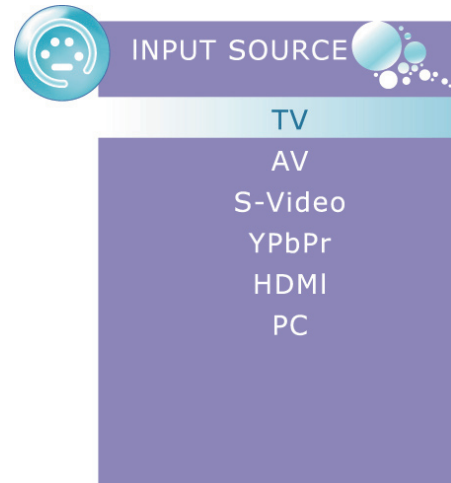 INPUT SOURCE
TV
AV
S-Video
YPbPr
HDMI
PC